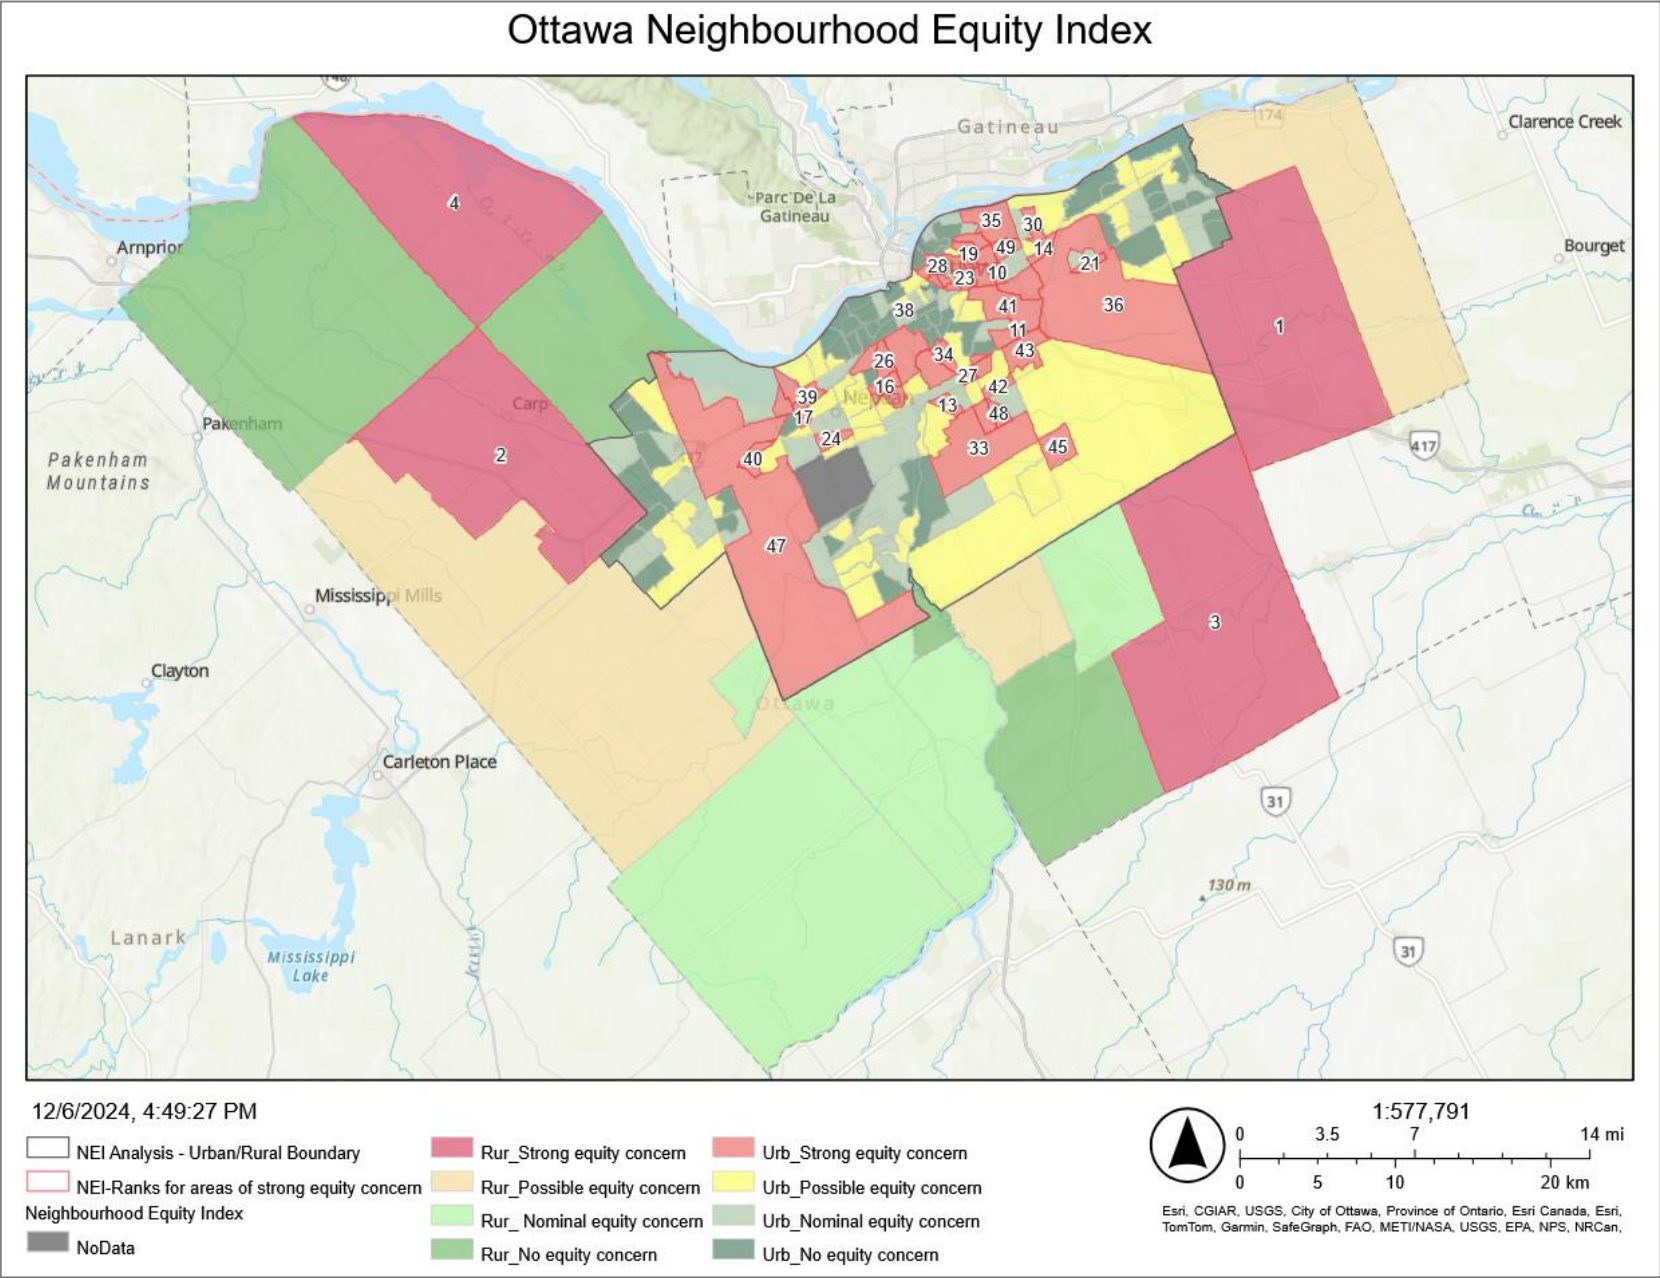 Ottawa Neighbourhood Equity Index
148
174
Clarence Creek
Gatineau
Parc De La
Gatineau
4
35
30
Arnprior
19
49
14
Bourget
28
23
10
21
38
41
36
1
11
26
34
43
Carp
39
16
27
42
Nepean
13
17
48
Pakenham
24
33
45
417
Pakenham
Mountains
2
40
47
Mississippi Mills
3
Clayton
Ottawa
Carleton Place
31
130 m
Lanark
Mississippi
Lake
31
12/6/2024, 4:49:27 PM
NEI Analysis - Urban/Rural Boundary
NEI-Ranks for areas of strong equity concern
Neighbourhood Equity Index
NoData
Rur_Strong equity concern
Rur_Possible equity concern
Rur_ Nominal equity concern
Rur_No equity concern
Urb_Strong equity concern
Urb_Possible equity concern
Urb_Nominal equity concern
Urb_No equity concern
1:577,791
0 3.5 7 14 mi
0 5 10 20 km
Esri, CGIAR, USGS, City of Ottawa, Province of Ontario, Esri Canada, Esri,
TomTom, Garmin, SafeGraph, FAO, METI/NASA, USGS, EPA, NPS, NRCan,